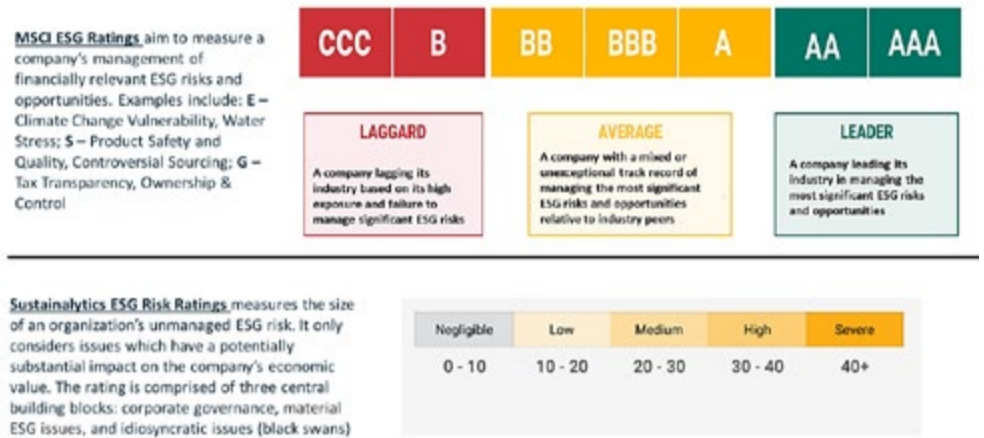 MSCI ESG Ratings aim to measure a
company's management of
financially relevant ESG risks and
opportunities. Examples include: E –
Climate Change Vulnerability, Water
Stress; S – Product Safety and
Quality, Controversial Sourcing; G –
Tax Transparency, Ownership &
Control
CCC B BB BBB A AA AAA
LAGGARD
A company lagging its
industry based on its high
exposure and failure to
manage significant ESG risks
AVERAGE
A company with a mixed or
unexceptional track record of
managing the most significant
ESG risks and opportunities
relative to industry peers
LEADER
A company leading its
industry in managing the
most significant ESG risks
and opportunities
Sustainalytics ESG Risk Ratings measures the size
of an organization's unmanaged ESG risk. It only
considers issues which have a potentially
substantial impact on the company's economic
value. The rating is comprised of three central
building blocks: corporate governance, material
ESG issues, and idiosyncratic issues (black swans)
Negligible Low Medium High Severe
0 - 10 10 - 20 20 - 30 30 - 40 40+